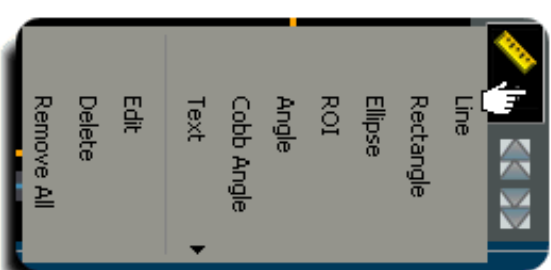 Line
Rectangle
Ellipse
ROI
Angle
Cobb Angle
Text
Edit
Delete
Remove All